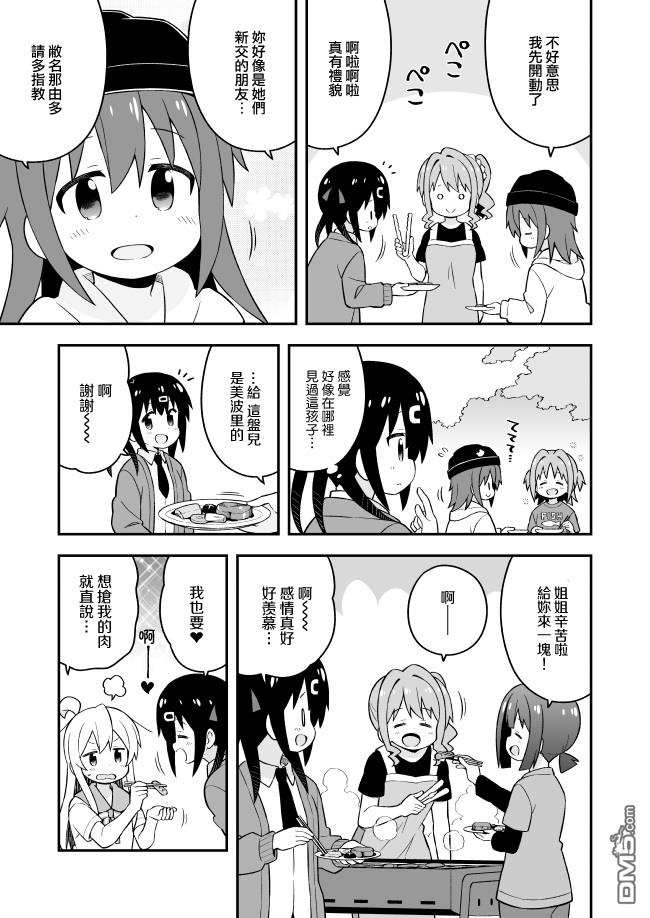 不好意思
我先開動了
啊啦啊啦
真有禮貌
ぺこ
ぺこ
妳好像是她們
新交的朋友…
敝名那由多
請多指教
感覺
好像在哪裡
見過這孩子…
ててて…
FISH
…給 這盤兒
是美波里的
啊
謝謝~~
姐姐辛苦啦
給妳來一塊！
啊——
啊~~
感情真好
好羨慕…
我也要♥
啊——♥
想搶我的肉
就直說…
DM5.com